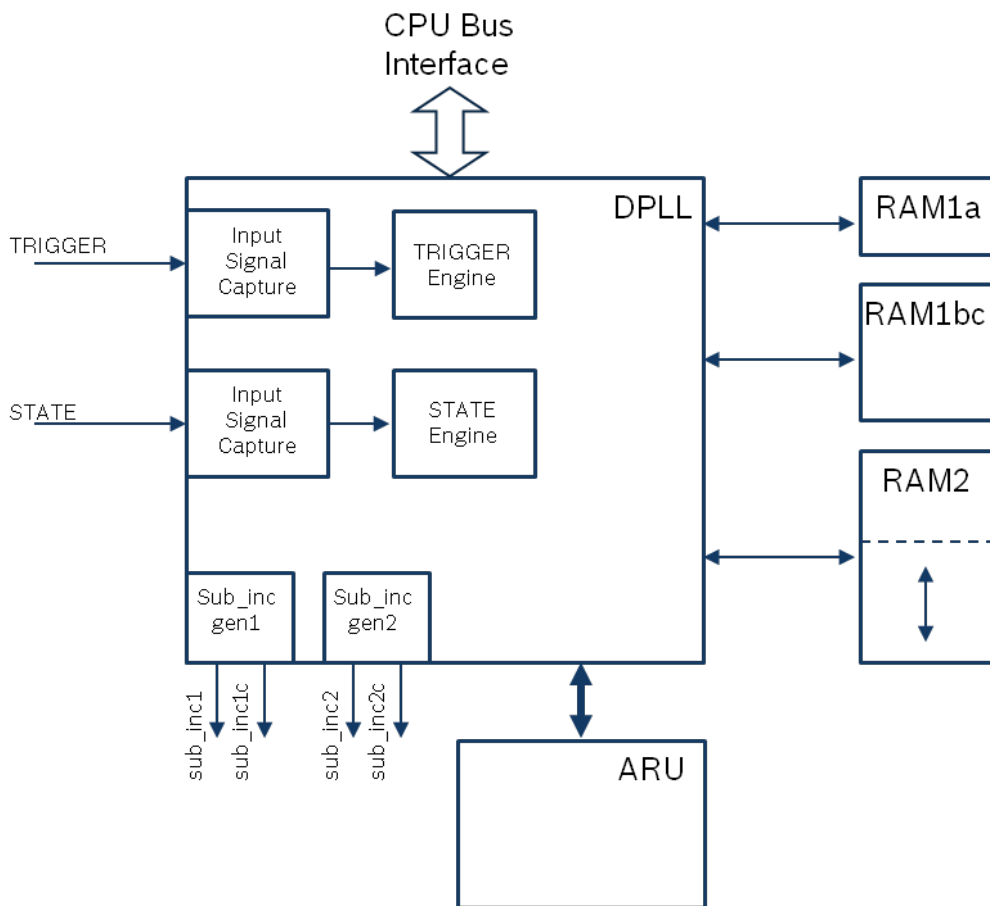 CPU Bus
Interface
DPLL
RAM1a
TRIGGER
Input
Signal
Capture
TRIGGER
Engine
RAM1bc
STATE
Input
Signal
Capture
STATE
Engine
RAM2
Sub_inc
gen1
Sub_inc
gen2
sub_inc1
sub_inc1c
sub_inc2
sub_inc2c
ARU